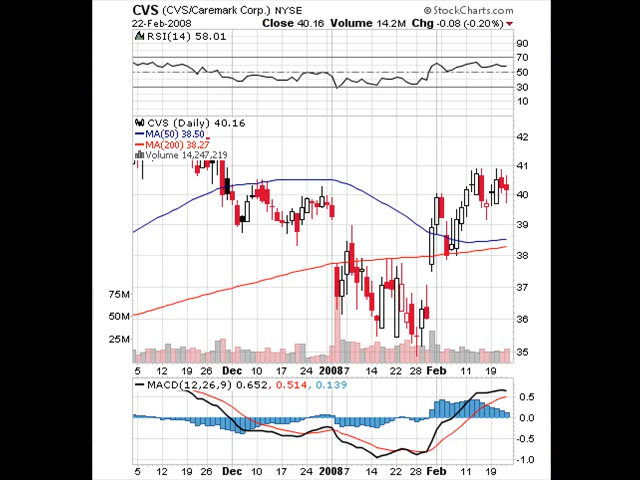 CVS (CVS/Caremark Corp.) NYSE © StockCharts.com
22-Feb-2008 Close 40.16 Volume 14.2M Chg -0.08 (-0.20%)
RSI(14) 58.01
90
70
50
30
10
CVS (Daily) 40.16
MA(50) 38.50
MA(200) 38.27
Volume 14,247,219
42
41
40
39
38
37
36
35
75M
50M
25M
5 12 19 26 Dec 10 17 24 2008 7 14 22 28 Feb 11 19
MACD(12,26,9) 0.652, 0.514, 0.139
0.5
0.0
-0.5
-1.0
5 12 19 26 Dec 10 17 24 2008 7 14 22 28 Feb 11 19